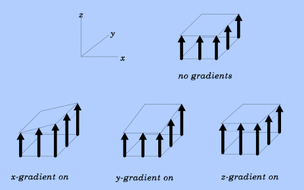 z
y
x
no gradients
x-gradient on
y-gradient on
z-gradient on